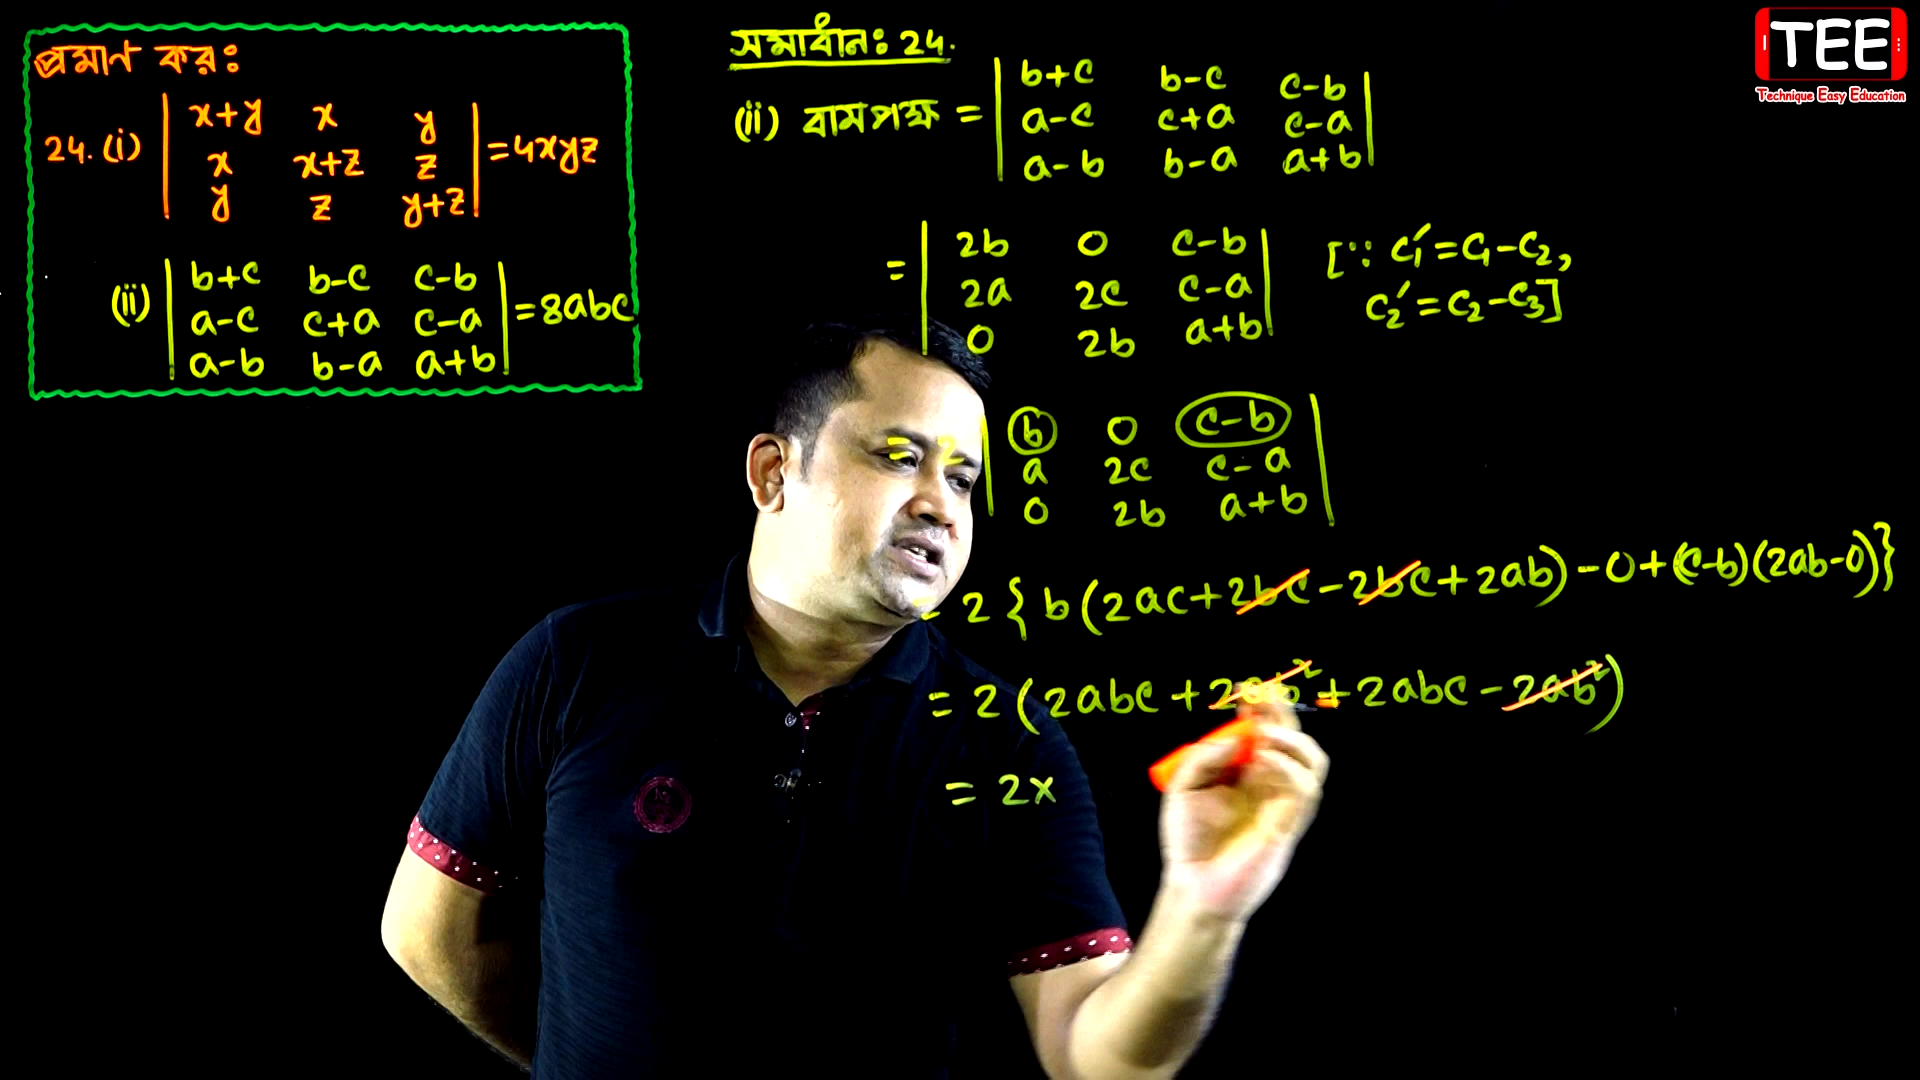 প্রমাণ কর:
24. (i) | x+y x y | = 4xyz
| x x+z z |
| y z y+z |
(ii) | b+c b-c c-b | = 8abc
| a-c c+a c-a |
| a-b b-a a+b |
সমাধান: 24.
(ii) বামপক্ষ = | b+c b-c c-b |
| a-c c+a c-a |
| a-b b-a a+b |
= | 2b 0 c-b | [∵ c₁′ = c₁-c₂,
| 2a 2c c-a | c₂′ = c₂-c₃]
| 0 2b a+b |
| b 0 c-b |
| a 2c c-a |
| 0 2b a+b |
= 2 { b (2ac+2bc-2bc+2ab) -0+(c-b)(2ab-0)}
= 2 (2abc + 2ab² + 2abc - 2ab²)
= 2x
TEE
Technique Easy Education